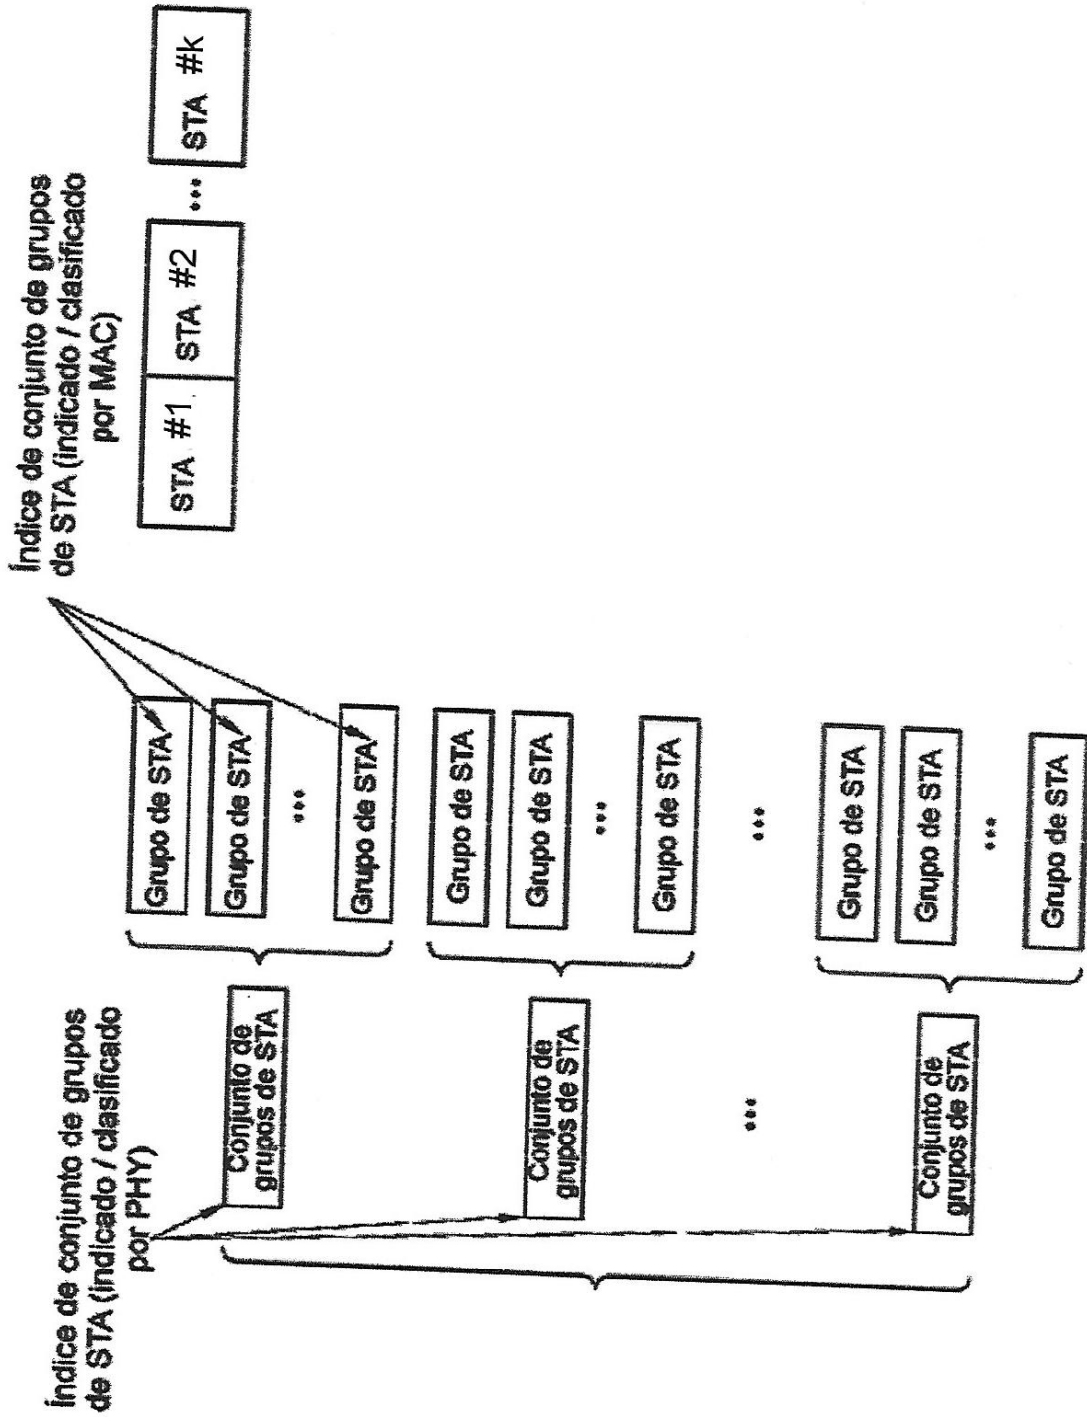 Índice de conjunto de grupos
de STA (indicado / clasificado
por PHY)
Índice de conjunto de grupos
de STA (indicado / clasificado
por MAC)
Conjunto de
grupos de STA
Grupo de STA
Grupo de STA
...
Grupo de STA
STA #1
STA #2
...
STA #k
Conjunto de
grupos de STA
Grupo de STA
Grupo de STA
...
Grupo de STA
...
...
Conjunto de
grupos de STA
Grupo de STA
Grupo de STA
...
Grupo de STA